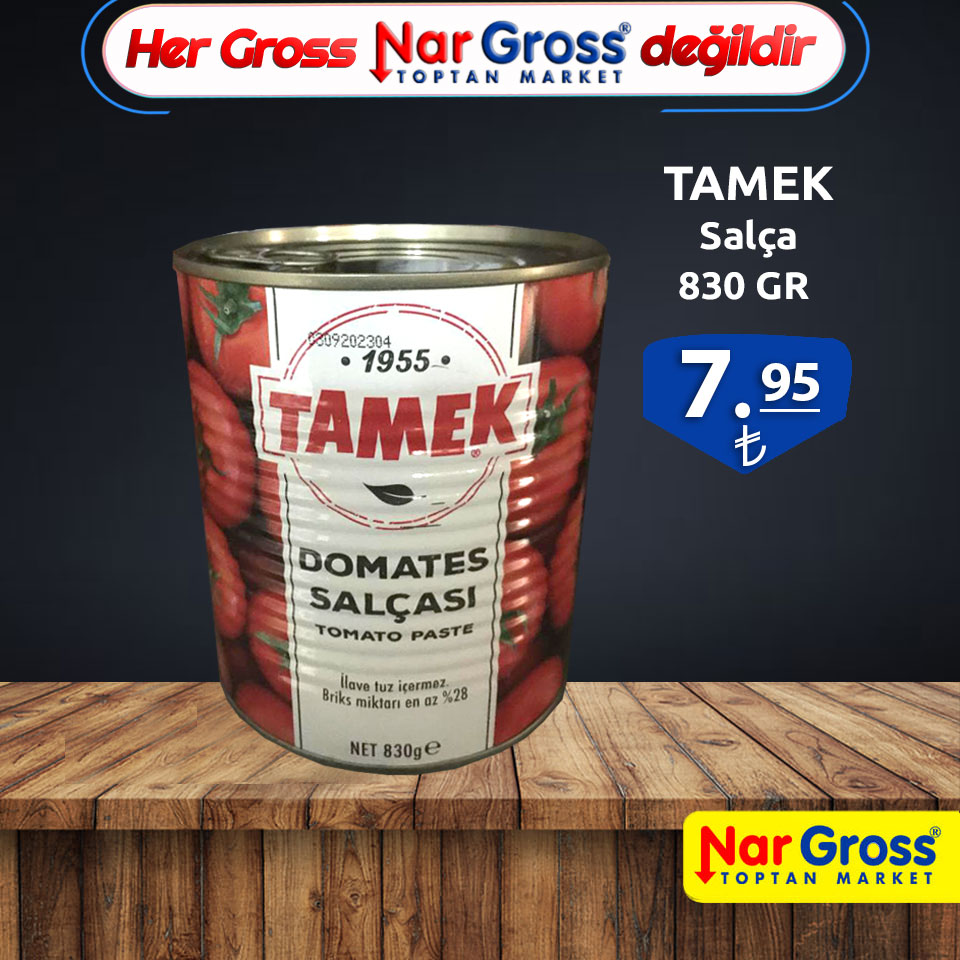 Her Gross Nar Gross® değildir
TOPTAN MARKET
TAMEK
Salça
830 GR
7.95
₺
0309202304
• 1955 •
TAMEK®
DOMATES
SALÇASI
TOMATO PASTE
İlave tuz içermez.
Briks miktarı en az %28
NET 830g℮
Nar Gross®
TOPTAN MARKET